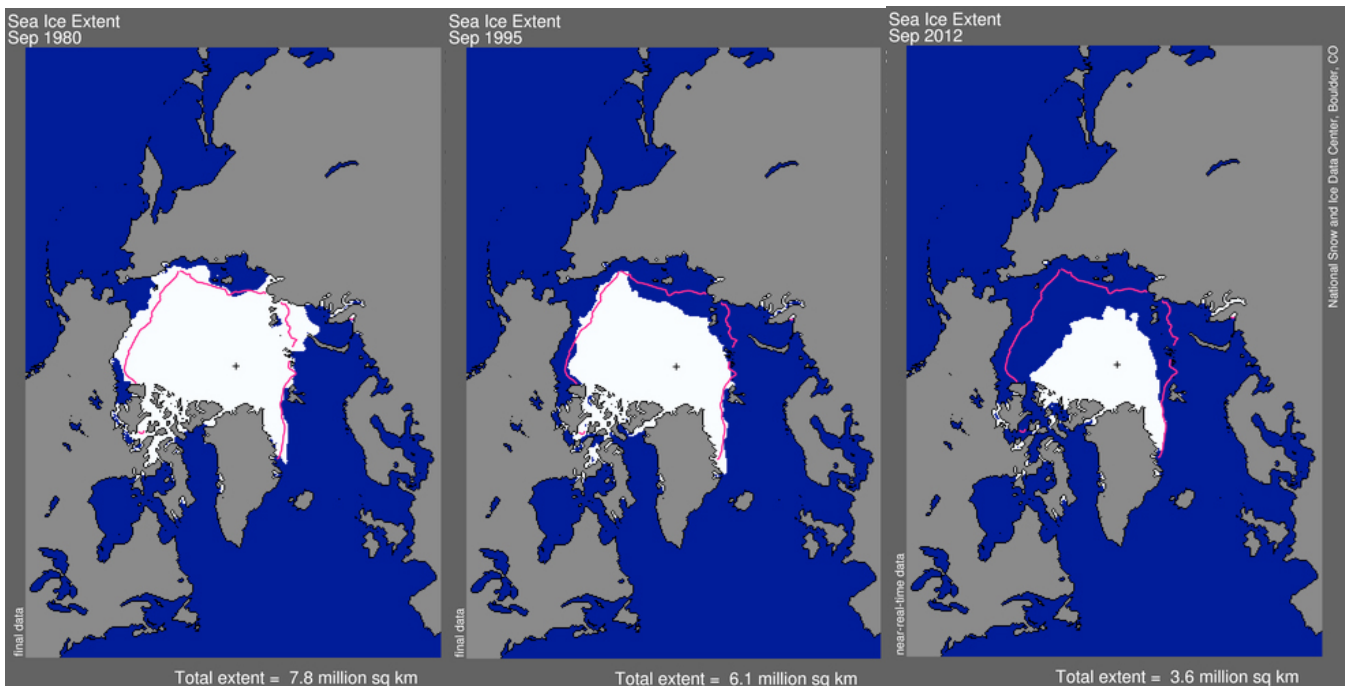 Sea Ice Extent
Sep 1980
final data
Total extent = 7.8 million sq km
Sea Ice Extent
Sep 1995
final data
Total extent = 6.1 million sq km
Sea Ice Extent
Sep 2012
near-real-time data
Total extent = 3.6 million sq km
National Snow and Ice Data Center, Boulder, CO